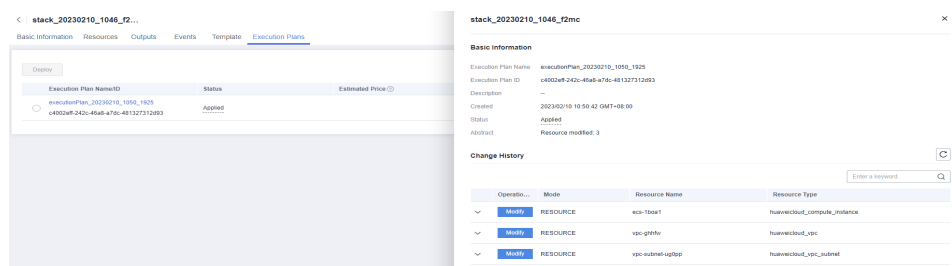 < stack_20230210_1046_f2...
Basic Information Resources Outputs Events Template Execution Plans
Deploy
Execution Plan Name/ID Status Estimated Price
executionPlan_20230210_1050_1925
c4002eff-242c-46a8-a7dc-481327312d93
Applied
stack_20230210_1046_f2mc
Basic Information
Execution Plan Name executionPlan_20230210_1050_1925
Execution Plan ID c4002eff-242c-46a8-a7dc-481327312d93
Description --
Created 2023/02/10 10:50:42 GMT+08:00
Status Applied
Abstract Resource modified: 3
Change History
Enter a keyword.
Operatio... Mode Resource Name Resource Type
Modify RESOURCE ecs-1boa1 huaweicloud_compute_instance
Modify RESOURCE vpc-ghhfw huaweicloud_vpc
Modify RESOURCE vpc-subnet-ug0pp huaweicloud_vpc_subnet